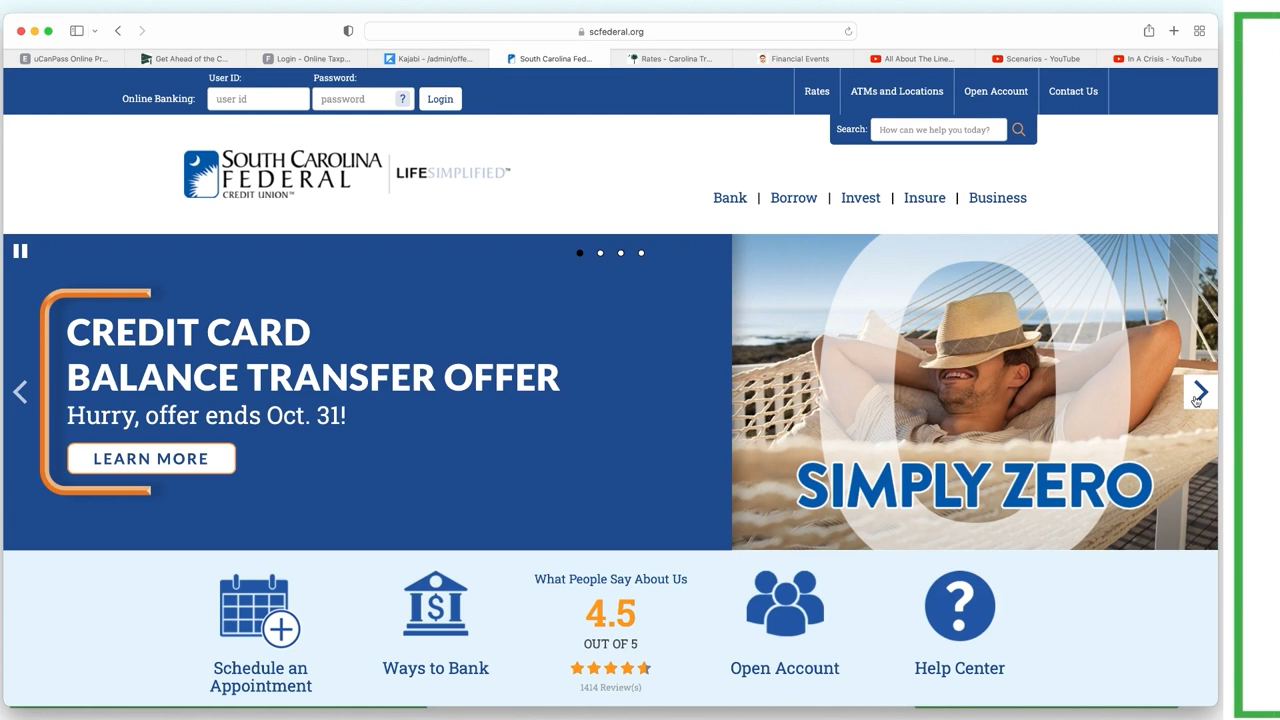 scfederal.org
uCanPass Online Pr...
Get Ahead of the C...
Login - Online Taxp...
Kajabi - /admin/offe...
South Carolina Fed...
Rates - Carolina Tr...
Financial Events
All About The Line...
Scenarios - YouTube
In A Crisis - YouTube
User ID: Password:
Online Banking: user id password ? Login
Rates ATMs and Locations Open Account Contact Us
Search: How can we help you today?
SOUTH CAROLINA
FEDERAL
CREDIT UNION™
LIFESIMPLIFIED™
Bank | Borrow | Invest | Insure | Business
CREDIT CARD
BALANCE TRANSFER OFFER
Hurry, offer ends Oct. 31!
LEARN MORE
0
SIMPLY ZERO
Schedule an
Appointment
Ways to Bank
What People Say About Us
4.5
OUT OF 5
1414 Review(s)
Open Account
?
Help Center